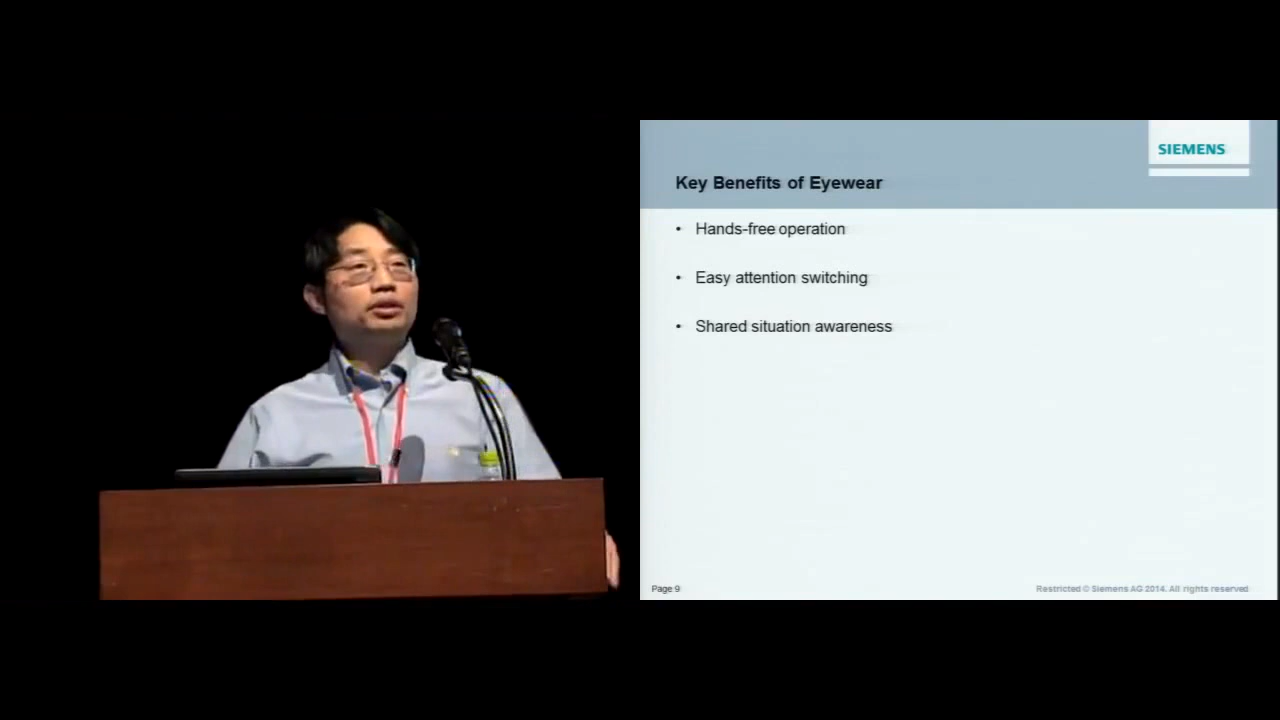 SIEMENS
Key Benefits of Eyewear
• Hands-free operation
• Easy attention switching
• Shared situation awareness
Page 9
Restricted © Siemens AG 2014. All rights reserved